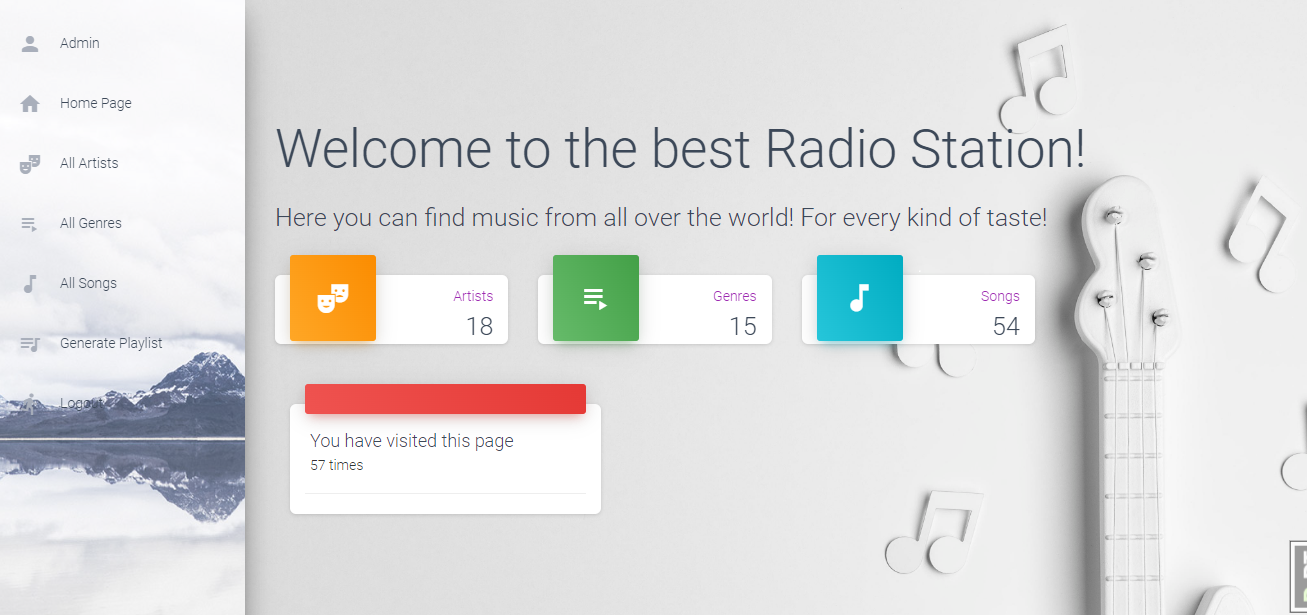 Admin
Home Page
All Artists
All Genres
All Songs
Generate Playlist
Logout
Welcome to the best Radio Station!
Here you can find music from all over the world! For every kind of taste!
Artists
18
Genres
15
Songs
54
You have visited this page
57 times